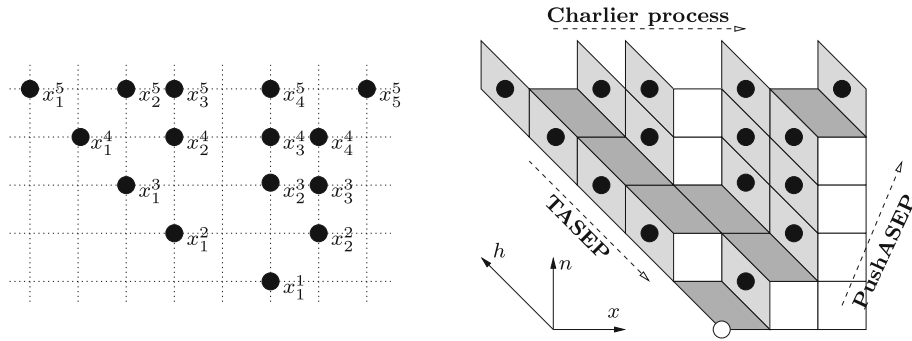 Charlier process
x_1^5 x_2^5 x_3^5 x_4^5 x_5^5
x_1^4 x_2^4 x_3^4 x_4^4
x_1^3 x_2^3 x_3^3
x_1^2 x_2^2
x_1^1
TASEP
PushASEP
h
n
x